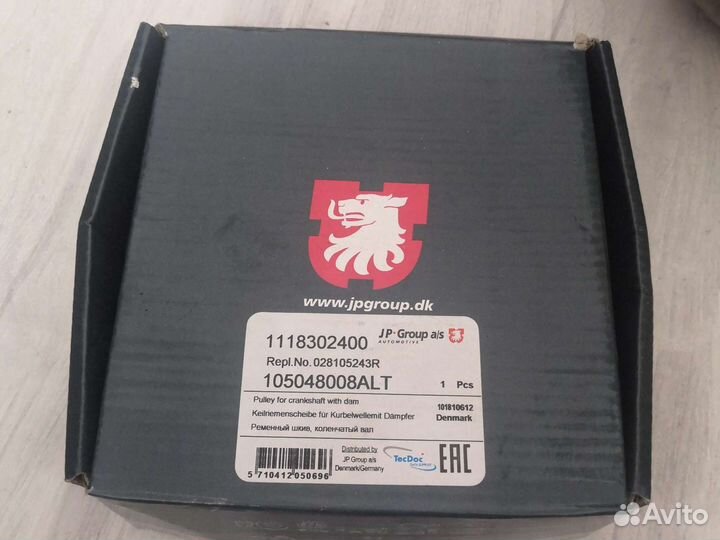 www.jpgroup.dk
1118302400 JP·Group a/s
AUTOMOTIVE
Repl.No. 028105243R
105048008ALT 1 Pcs
Pulley for crankshaft with dam 101810612
Keilriemenscheibe für Kurbelwellemit Dämpfer Denmark
Ременный шкив, коленчатый вал
Distributed by
JP Group a/s
Denmark/Germany
TecDoc
EAC
5 710412 050696
Avito